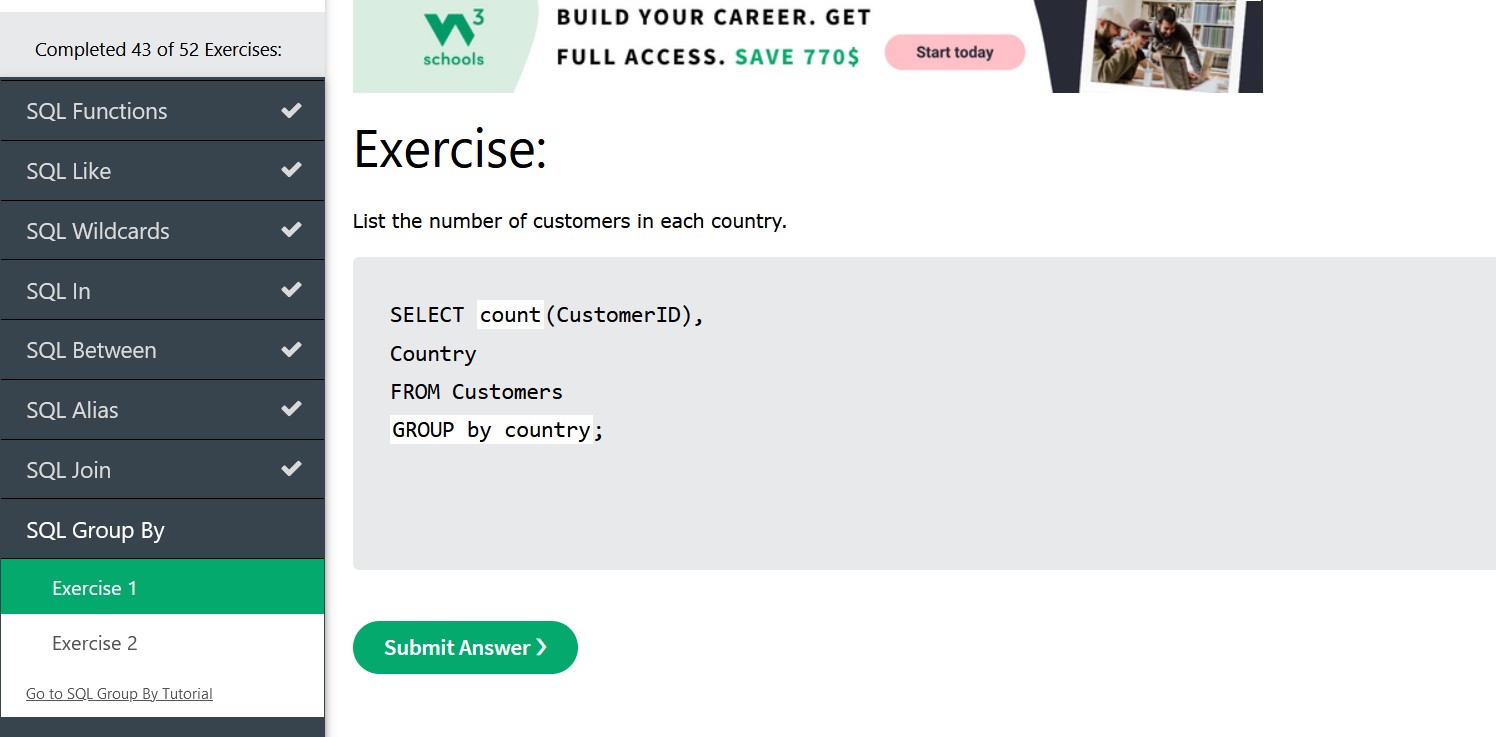 Completed 43 of 52 Exercises:
SQL Functions
SQL Like
SQL Wildcards
SQL In
SQL Between
SQL Alias
SQL Join
SQL Group By
Exercise 1
Exercise 2
Go to SQL Group By Tutorial
W3
schools
BUILD YOUR CAREER. GET
FULL ACCESS. SAVE 770$
Start today
Exercise:
List the number of customers in each country.
SELECT count(CustomerID),
Country
FROM Customers
GROUP by country;
Submit Answer ❯